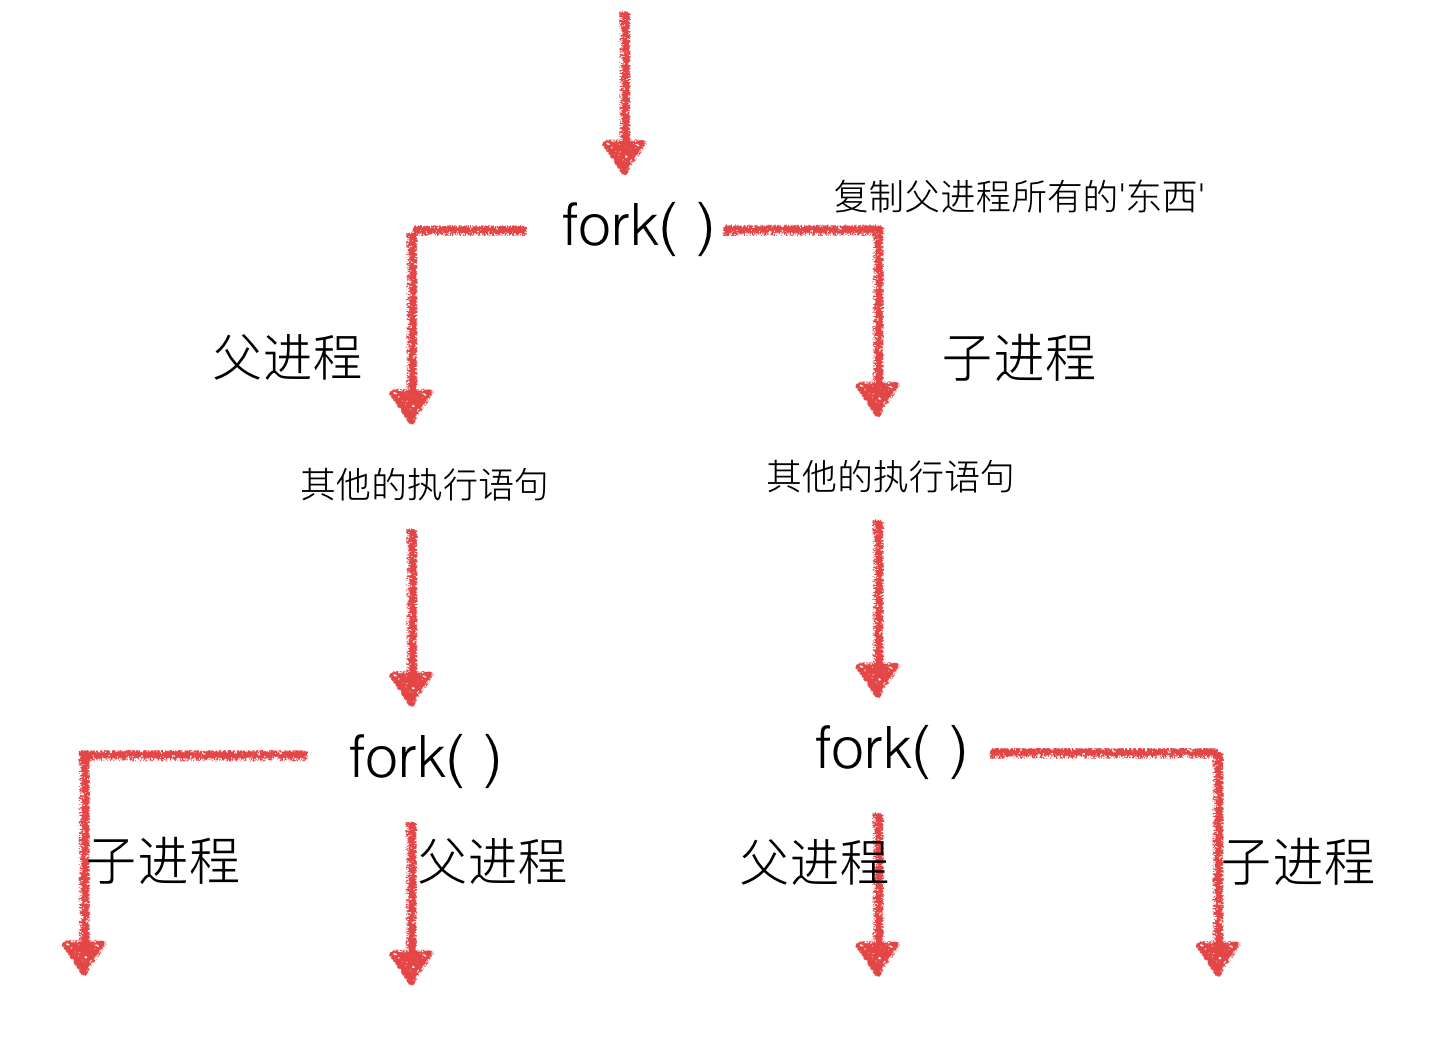 复制父进程所有的'东西'
fork( )
父进程
子进程
其他的执行语句
其他的执行语句
fork( )
fork( )
子进程
父进程
父进程
子进程